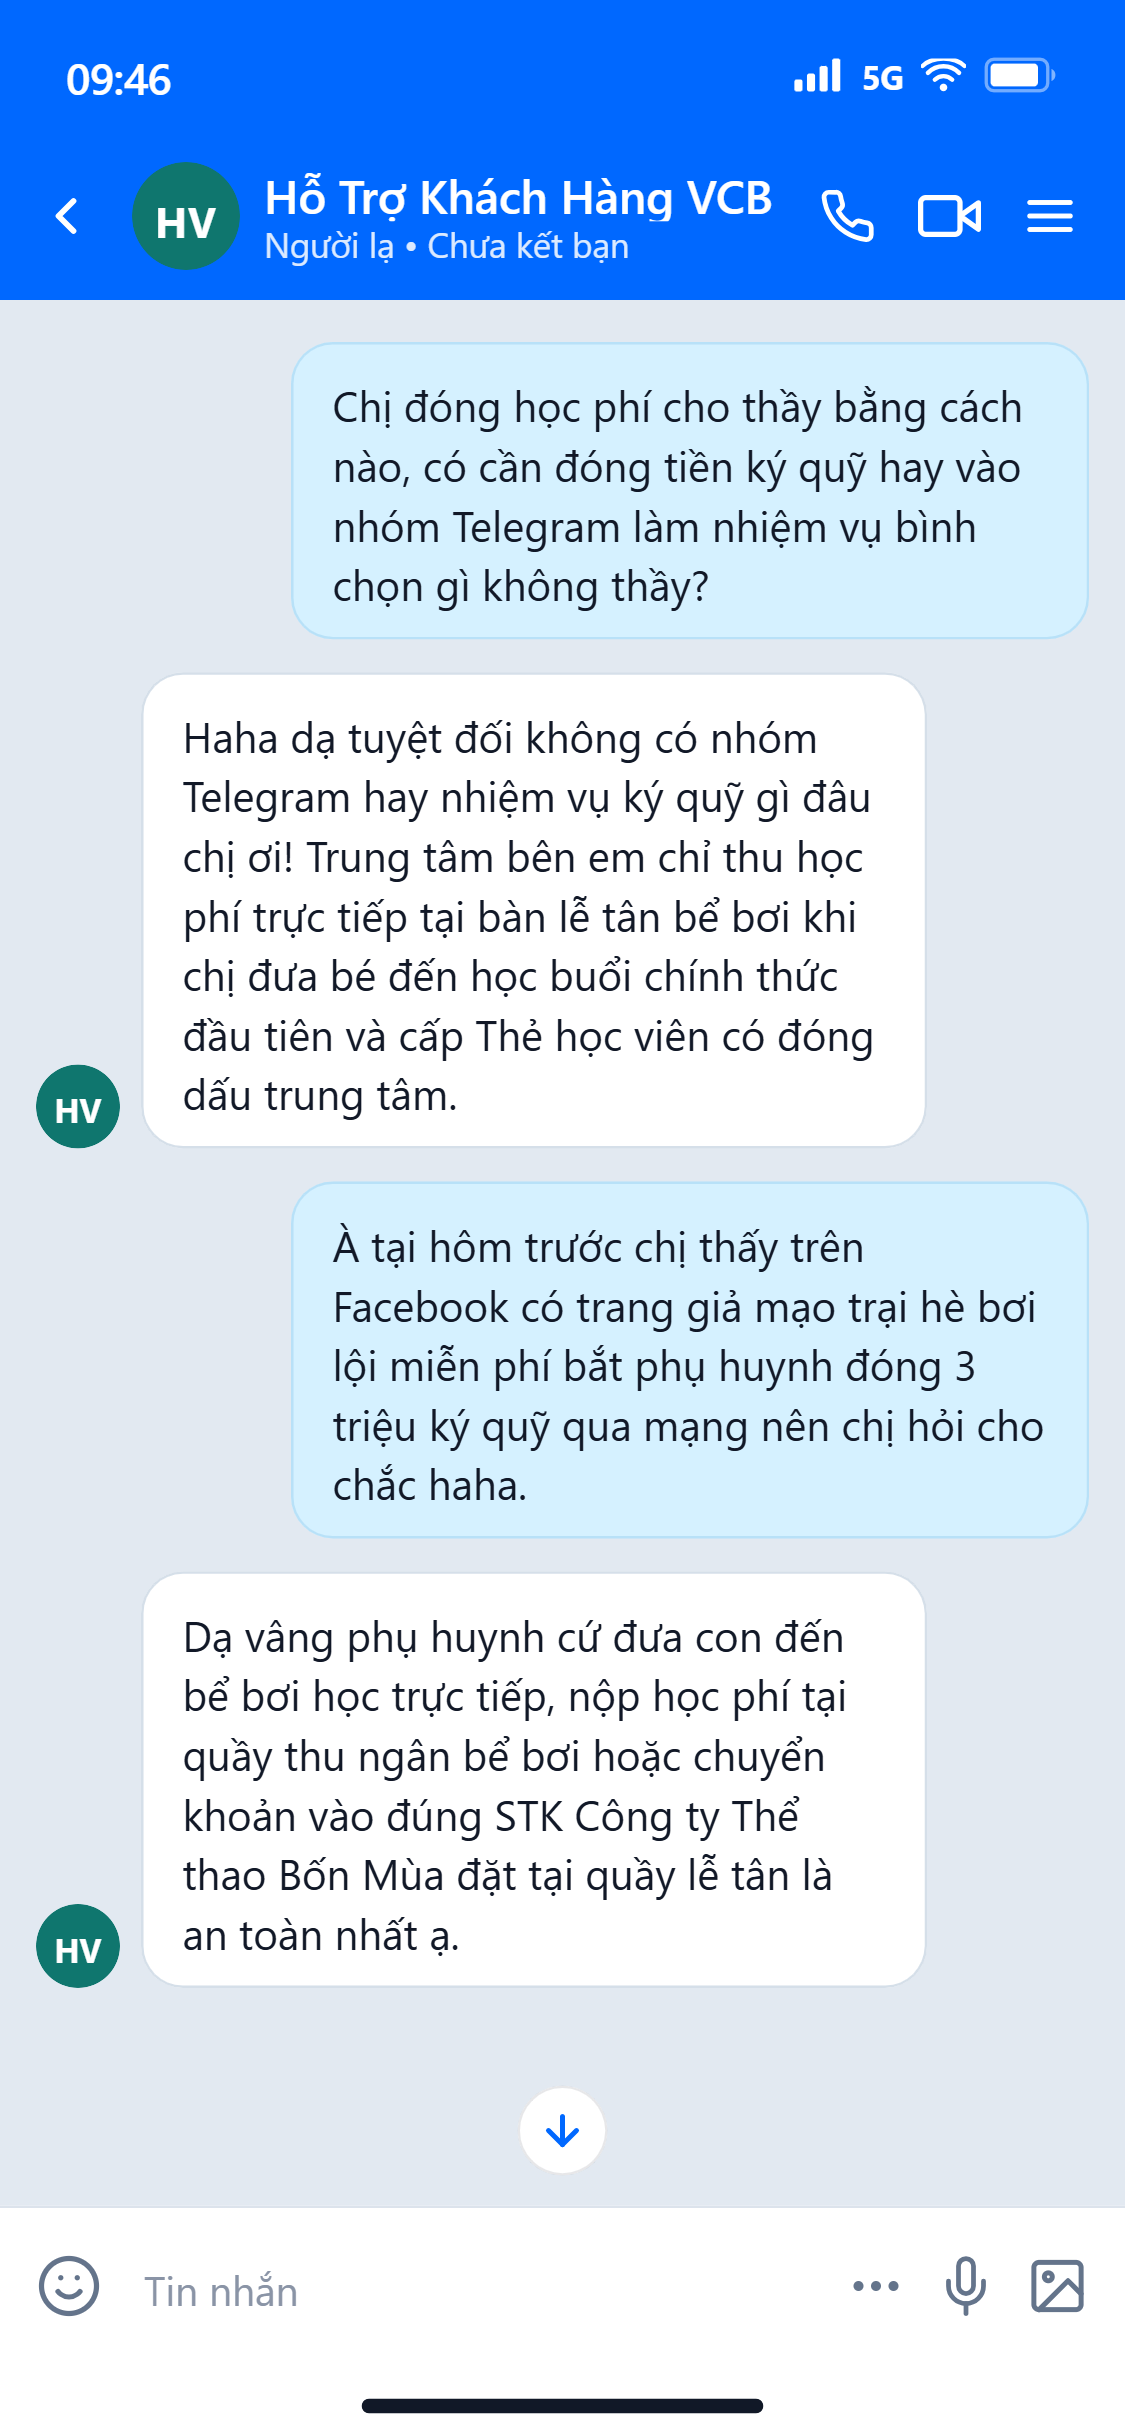 09:46
5G
HV
Hỗ Trợ Khách Hàng VCB
Người lạ • Chưa kết bạn
Chị đóng học phí cho thầy bằng cách
nào, có cần đóng tiền ký quỹ hay vào
nhóm Telegram làm nhiệm vụ bình
chọn gì không thầy?
Haha dạ tuyệt đối không có nhóm
Telegram hay nhiệm vụ ký quỹ gì đâu
chị ơi! Trung tâm bên em chỉ thu học
phí trực tiếp tại bàn lễ tân bể bơi khi
chị đưa bé đến học buổi chính thức
đầu tiên và cấp Thẻ học viên có đóng
dấu trung tâm.
HV
À tại hôm trước chị thấy trên
Facebook có trang giả mạo trại hè bơi
lội miễn phí bắt phụ huynh đóng 3
triệu ký quỹ qua mạng nên chị hỏi cho
chắc haha.
Dạ vâng phụ huynh cứ đưa con đến
bể bơi học trực tiếp, nộp học phí tại
quầy thu ngân bể bơi hoặc chuyển
khoản vào đúng STK Công ty Thể
thao Bốn Mùa đặt tại quầy lễ tân là
an toàn nhất ạ.
HV
Tin nhắn